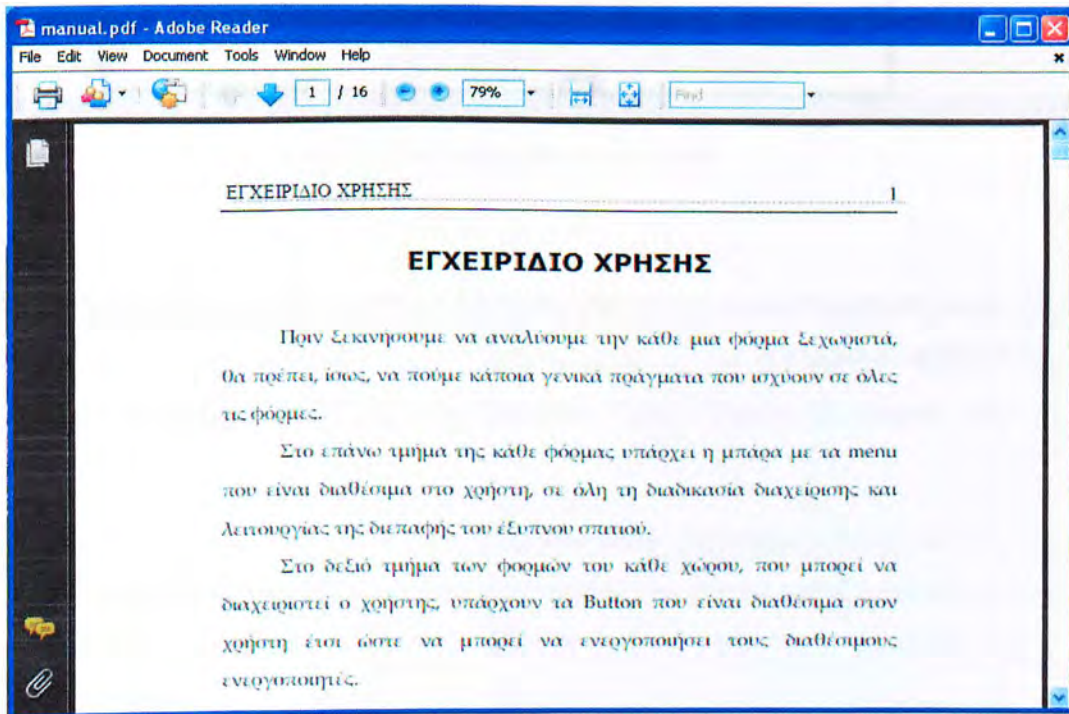 manual.pdf - Adobe Reader
File Edit View Document Tools Window Help
1 / 16 79% Find
ΕΓΧΕΙΡΙΔΙΟ ΧΡΗΣΗΣ 1
ΕΓΧΕΙΡΙΔΙΟ ΧΡΗΣΗΣ
Πριν ξεκινήσουμε να αναλύουμε την κάθε μια φόρμα ξεχωριστά,
θα πρέπει, ίσως, να πούμε κάποια γενικά πράγματα που ισχύουν σε όλες
τις φόρμες.
Στο επάνω τμήμα της κάθε φόρμας υπάρχει η μπάρα με τα menu
που είναι διαθέσιμα στο χρήστη, σε όλη τη διαδικασία διαχείρισης και
λειτουργίας της διεπαφής του έξυπνου σπιτιού.
Στο δεξιό τμήμα των φορμών του κάθε χώρου, που μπορεί να
διαχειριστεί ο χρήστης, υπάρχουν τα Button που είναι διαθέσιμα στον
χρήστη έτσι ώστε να μπορεί να ενεργοποιήσει τους διαθέσιμους
ενεργοποιητές.